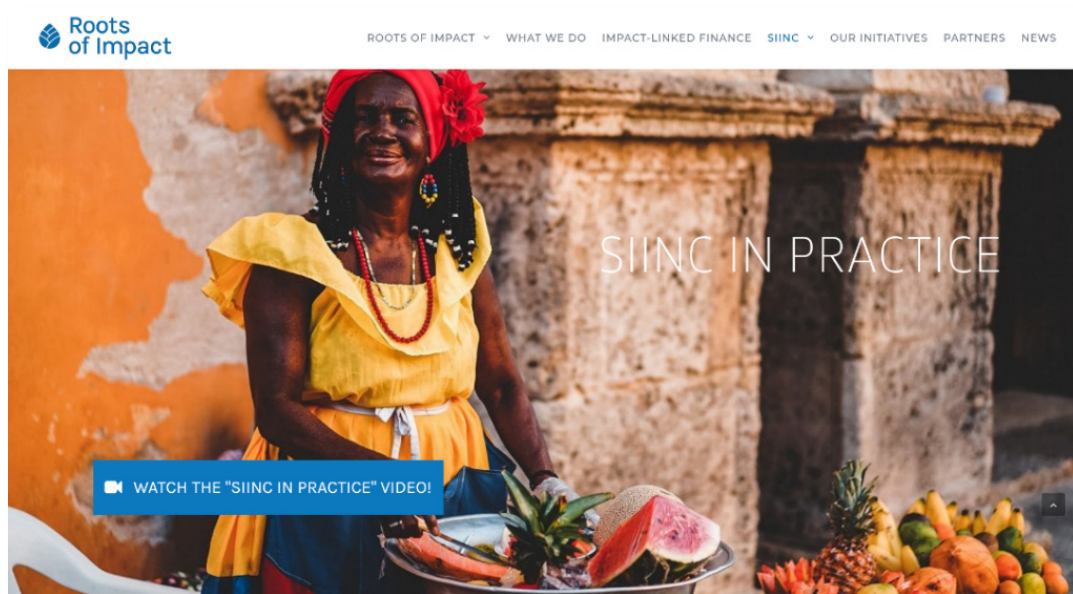 Roots
of Impact
ROOTS OF IMPACT
WHAT WE DO
IMPACT-LINKED FINANCE
SIINC
OUR INITIATIVES
PARTNERS
NEWS
SIINC IN PRACTICE
WATCH THE "SIINC IN PRACTICE" VIDEO!